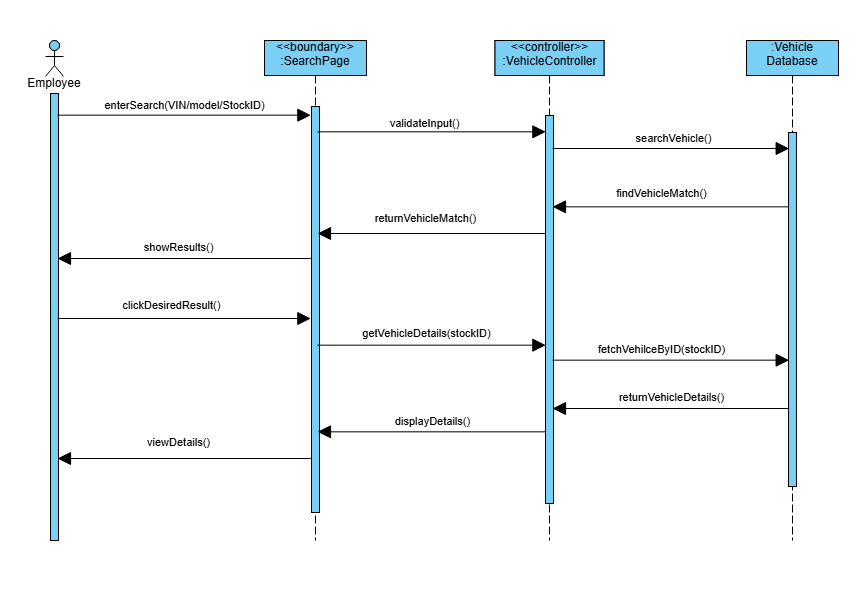 Employee
<<boundary>>
:SearchPage
<<controller>>
:VehicleController
:Vehicle
Database
enterSearch(VIN/model/StockID)
validateInput()
searchVehicle()
findVehicleMatch()
returnVehicleMatch()
showResults()
clickDesiredResult()
getVehicleDetails(stockID)
fetchVehilceByID(stockID)
returnVehicleDetails()
displayDetails()
viewDetails()